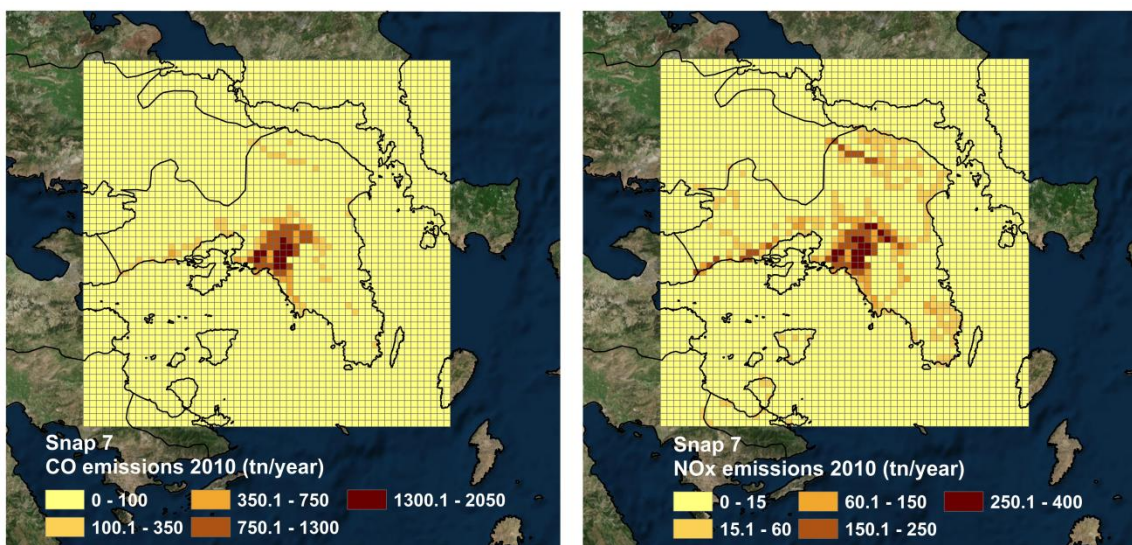 Snap 7
CO emissions 2010 (tn/year)
0 - 100 350.1 - 750 1300.1 - 2050
100.1 - 350 750.1 - 1300
Snap 7
NOx emissions 2010 (tn/year)
0 - 15 60.1 - 150 250.1 - 400
15.1 - 60 150.1 - 250